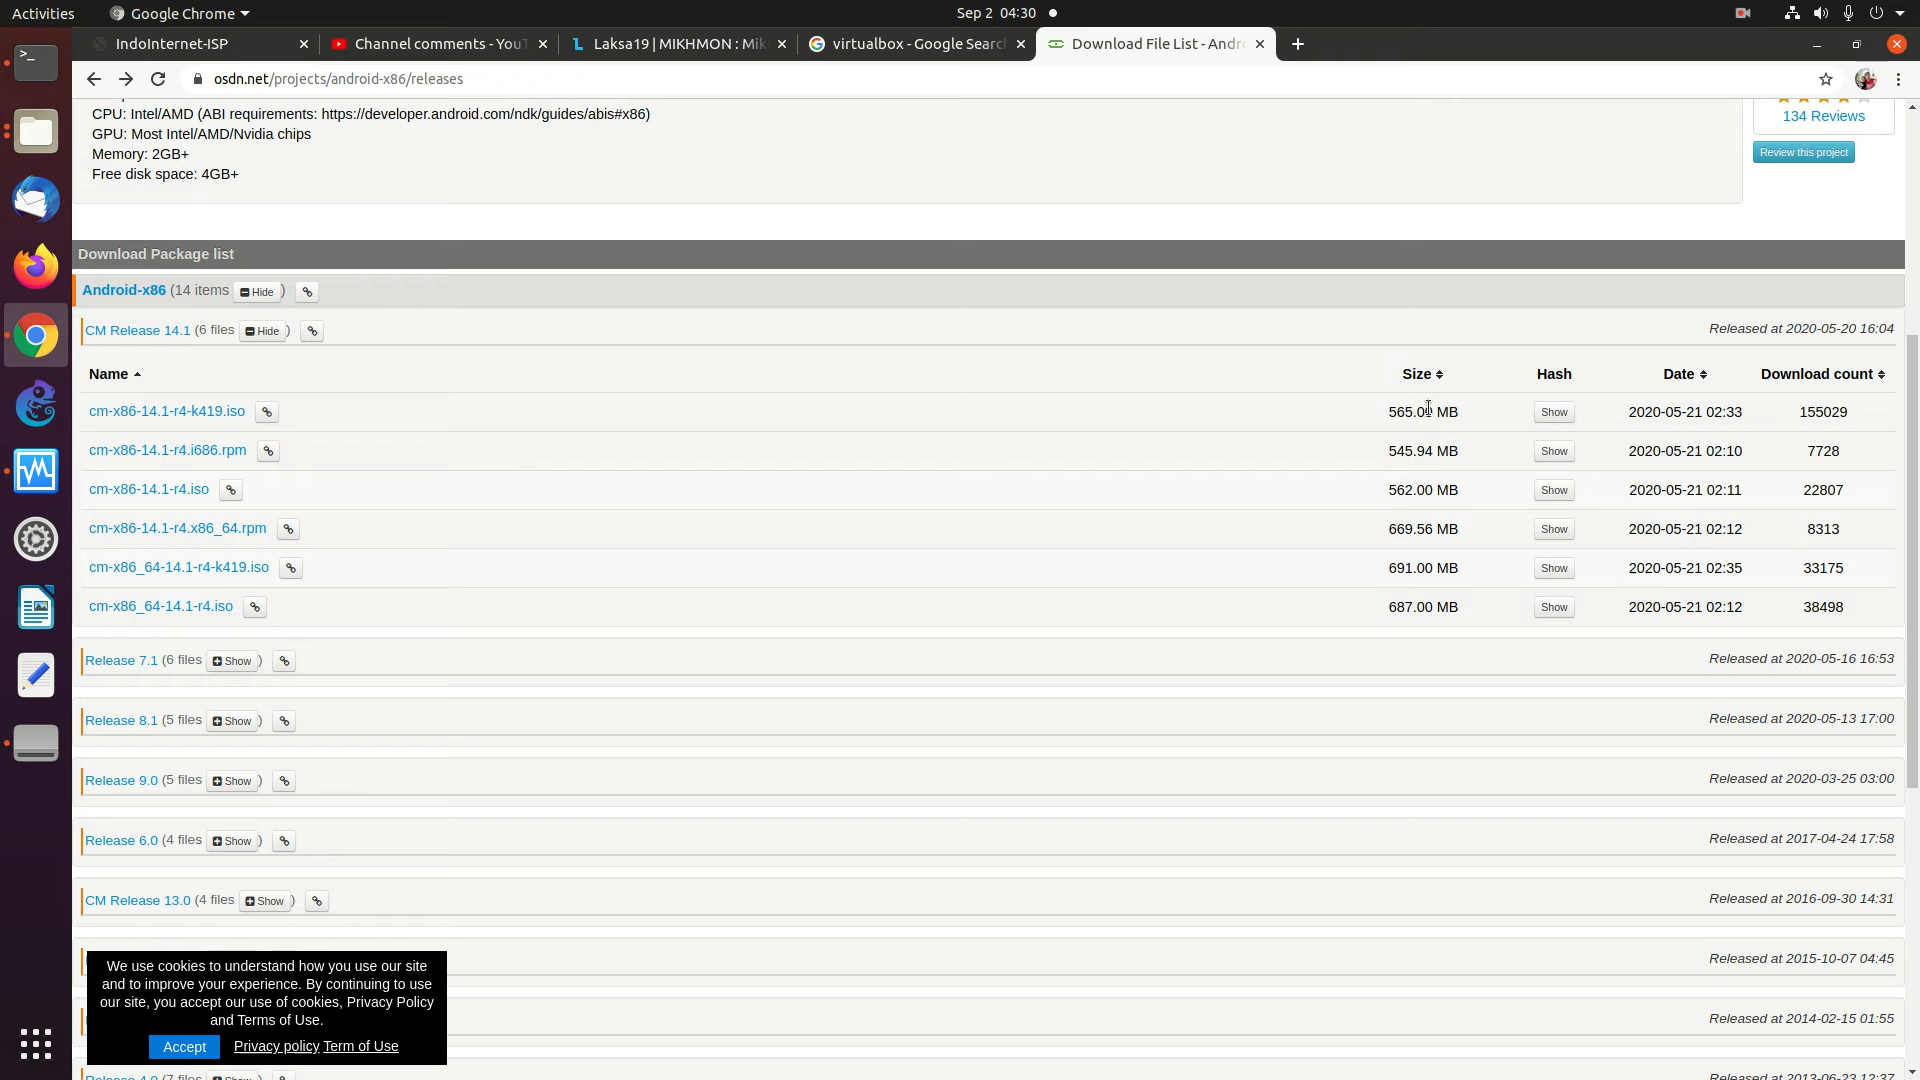 Activities
Google Chrome
Sep 2 04:30
IndoInternet-ISP
Channel comments - YouT
Laksa19 | MIKHMON : Mik
virtualbox - Google Searc
Download File List - Andro
osdn.net/projects/android-x86/releases
CPU: Intel/AMD (ABI requirements: https://developer.android.com/ndk/guides/abis#x86)
GPU: Most Intel/AMD/Nvidia chips
Memory: 2GB+
Free disk space: 4GB+
134 Reviews
Review this project
Download Package list
Android-x86 (14 items Hide )
CM Release 14.1 (6 files Hide ) Released at 2020-05-20 16:04
Name Size Hash Date Download count
cm-x86-14.1-r4-k419.iso 565.00 MB Show 2020-05-21 02:33 155029
cm-x86-14.1-r4.i686.rpm 545.94 MB Show 2020-05-21 02:10 7728
cm-x86-14.1-r4.iso 562.00 MB Show 2020-05-21 02:11 22807
cm-x86-14.1-r4.x86_64.rpm 669.56 MB Show 2020-05-21 02:12 8313
cm-x86_64-14.1-r4-k419.iso 691.00 MB Show 2020-05-21 02:35 33175
cm-x86_64-14.1-r4.iso 687.00 MB Show 2020-05-21 02:12 38498
Release 7.1 (6 files Show ) Released at 2020-05-16 16:53
Release 8.1 (5 files Show ) Released at 2020-05-13 17:00
Release 9.0 (5 files Show ) Released at 2020-03-25 03:00
Release 6.0 (4 files Show ) Released at 2017-04-24 17:58
CM Release 13.0 (4 files Show ) Released at 2016-09-30 14:31
Released at 2015-10-07 04:45
Released at 2014-02-15 01:55
Release 4.0 (7 files Show ) Released at 2013-06-23 12:37
We use cookies to understand how you use our site
and to improve your experience. By continuing to use
our site, you accept our use of cookies, Privacy Policy
and Terms of Use.
Accept Privacy policy Term of Use